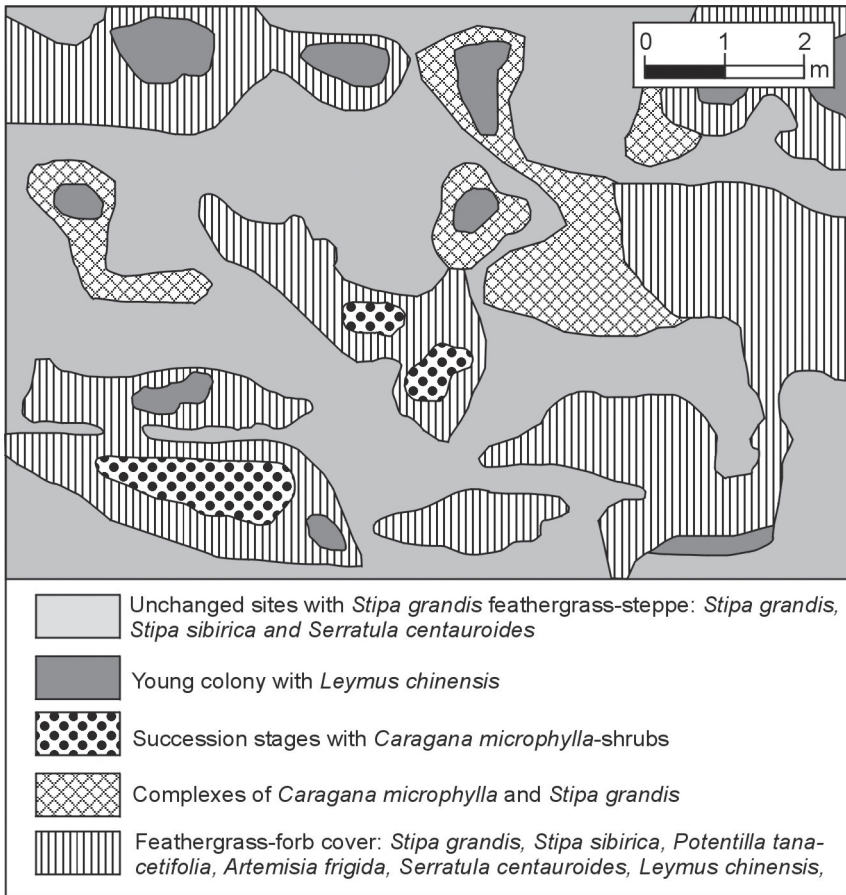 0 1 2
m
Unchanged sites with Stipa grandis feathergrass-steppe: Stipa grandis,
Stipa sibirica and Serratula centauroides
Young colony with Leymus chinensis
Succession stages with Caragana microphylla-shrubs
Complexes of Caragana microphylla and Stipa grandis
Feathergrass-forb cover: Stipa grandis, Stipa sibirica, Potentilla tana-
cetifolia, Artemisia frigida, Serratula centauroides, Leymus chinensis,